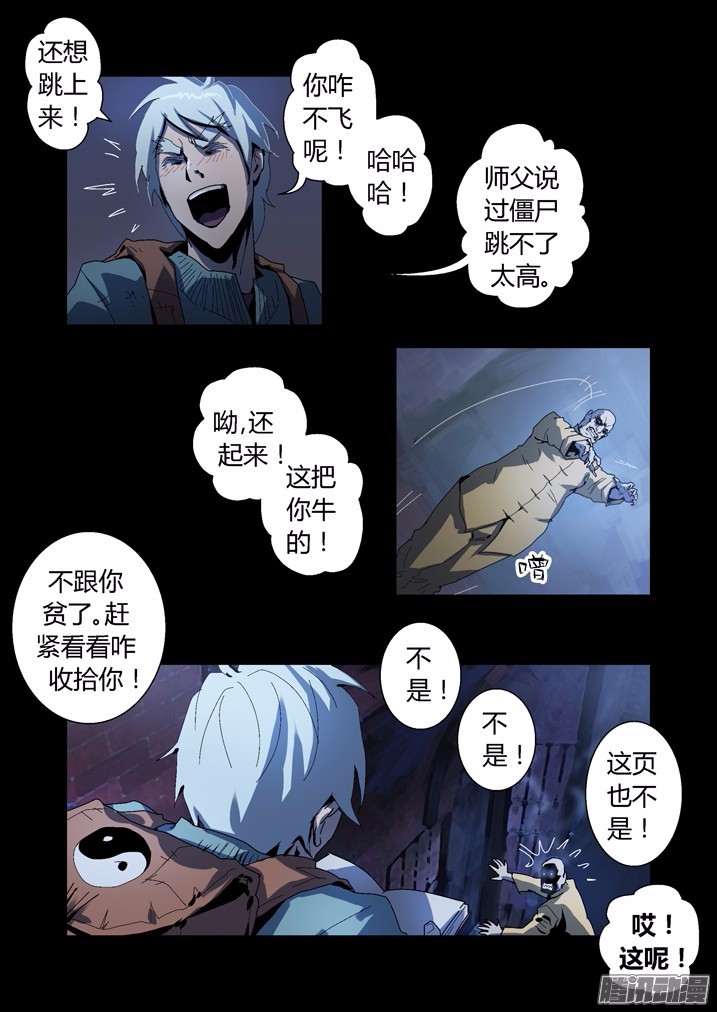 还想
跳上
来！
你咋
不飞
呢！
哈哈
哈！
师父说
过僵尸
跳不了
太高。
呦,还
起来！
这把
你牛
的！
噌
不跟你
贫了。赶
紧看看咋
收拾你！
不
是！
不
是！
这页
也不
是！
哎！
这呢！
腾讯动漫